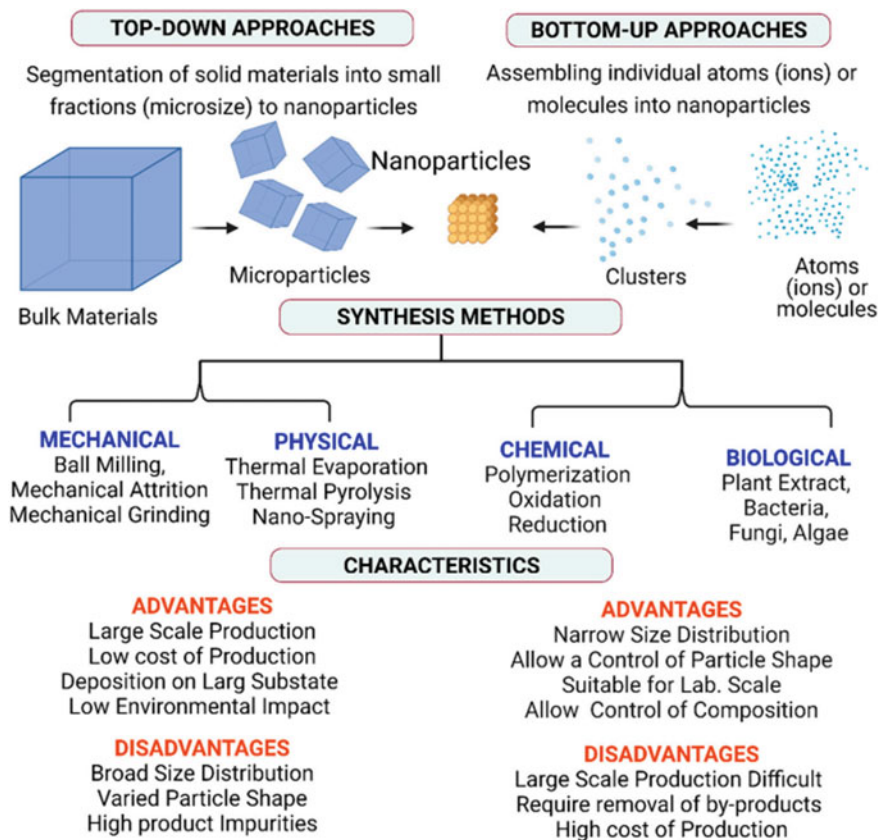 TOP-DOWN APPROACHES
Segmentation of solid materials into small
fractions (microsize) to nanoparticles
BOTTOM-UP APPROACHES
Assembling individual atoms (ions) or
molecules into nanoparticles
Nanoparticles
Bulk Materials
Microparticles
Clusters
Atoms
(ions) or
molecules
SYNTHESIS METHODS
MECHANICAL
Ball Milling,
Mechanical Attrition
Mechanical Grinding
PHYSICAL
Thermal Evaporation
Thermal Pyrolysis
Nano-Spraying
CHEMICAL
Polymerization
Oxidation
Reduction
BIOLOGICAL
Plant Extract,
Bacteria,
Fungi, Algae
CHARACTERISTICS
ADVANTAGES
Large Scale Production
Low cost of Production
Deposition on Larg Substate
Low Environmental Impact
DISADVANTAGES
Broad Size Distribution
Varied Particle Shape
High product Impurities
ADVANTAGES
Narrow Size Distribution
Allow a Control of Particle Shape
Suitable for Lab. Scale
Allow Control of Composition
DISADVANTAGES
Large Scale Production Difficult
Require removal of by-products
High cost of Production